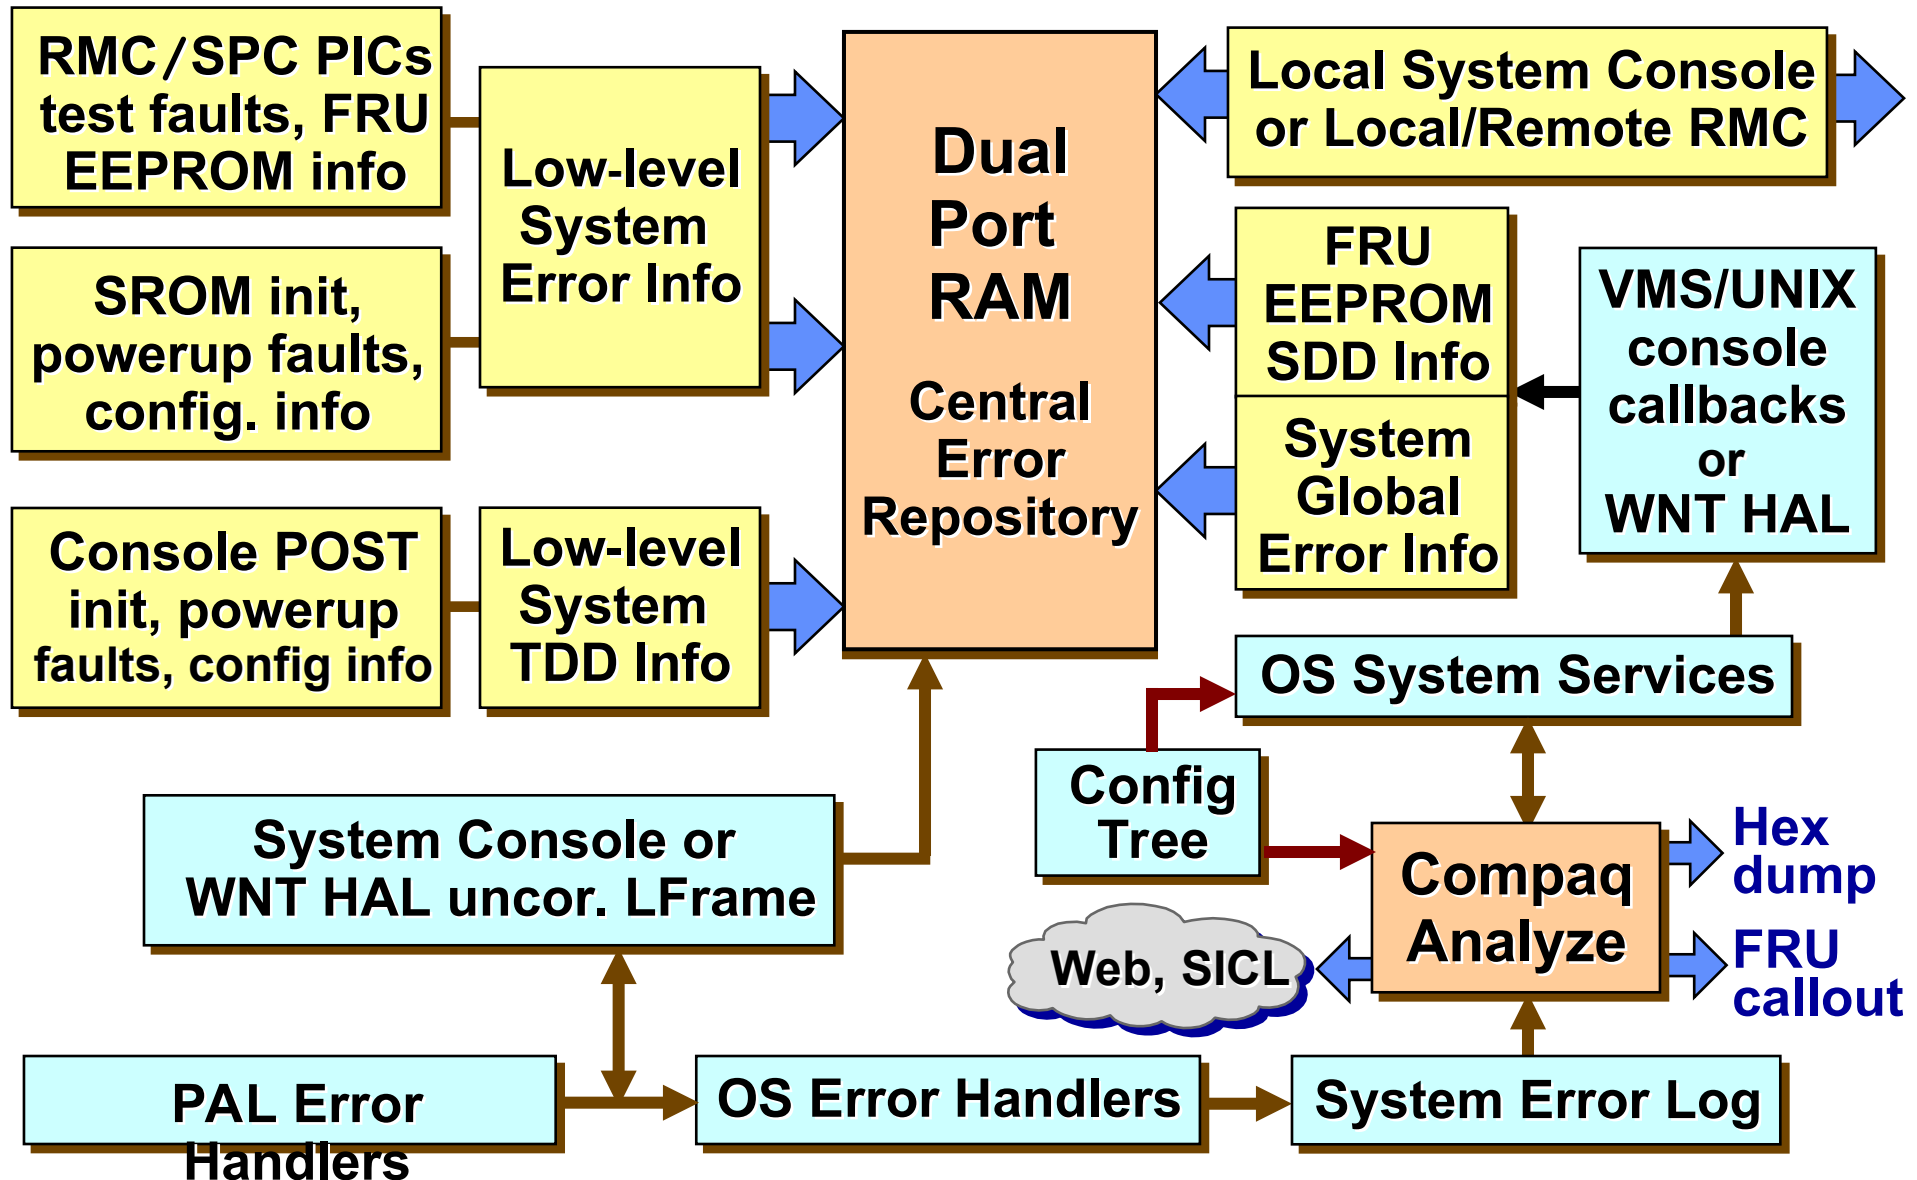 RMC/SPC PICs
test faults, FRU
EEPROM info
SROM init,
powerup faults,
config. info
Console POST
init, powerup
faults, config info
Low-level
System
Error Info
Low-level
System
TDD Info
Dual
Port
RAM
Central
Error
Repository
Local System Console
or Local/Remote RMC
FRU
EEPROM
SDD Info
System
Global
Error Info
VMS/UNIX
console
callbacks
or
WNT HAL
OS System Services
Config
Tree
System Console or
WNT HAL uncor. LFrame
Compaq
Analyze
Hex
dump
FRU
callout
Web, SICL
PAL Error
Handlers
OS Error Handlers
System Error Log